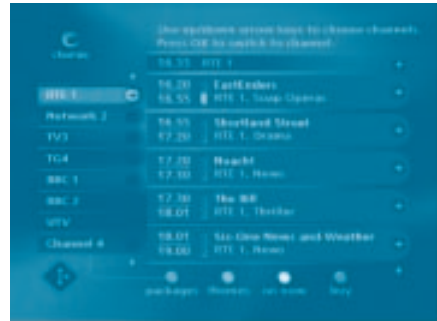 Use up/down arrow keys to choose channels
Press OK to switch to channel
chorus
16.35 RTE 1
RTE 1
Network 2
TV3
TG4
BBC 1
BBC 2
UTV
Channel 4
16.20 EastEnders
16.55 RTE 1, Soap Operas
16.55 Shortland Street
17.20 RTE 1, Drama
17.20 Nuacht
17.30 RTE 1, News
17.30 The Bill
18.01 RTE 1, Thriller
18.01 Six-One News and Weather
19.00 RTE 1, News
packages themes on now